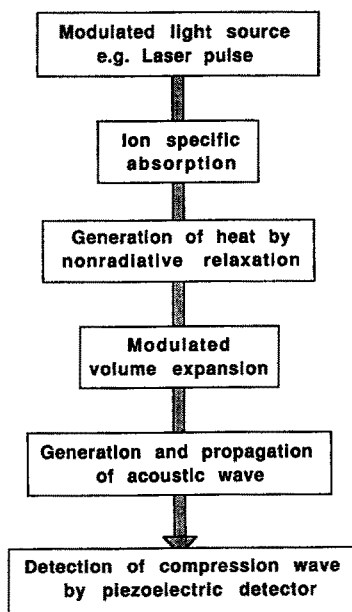 Modulated light source
e.g. Laser pulse
Ion specific
absorption
Generation of heat by
nonradiative relaxation
Modulated
volume expansion
Generation and propagation
of acoustic wave
Detection of compression wave
by piezoelectric detector